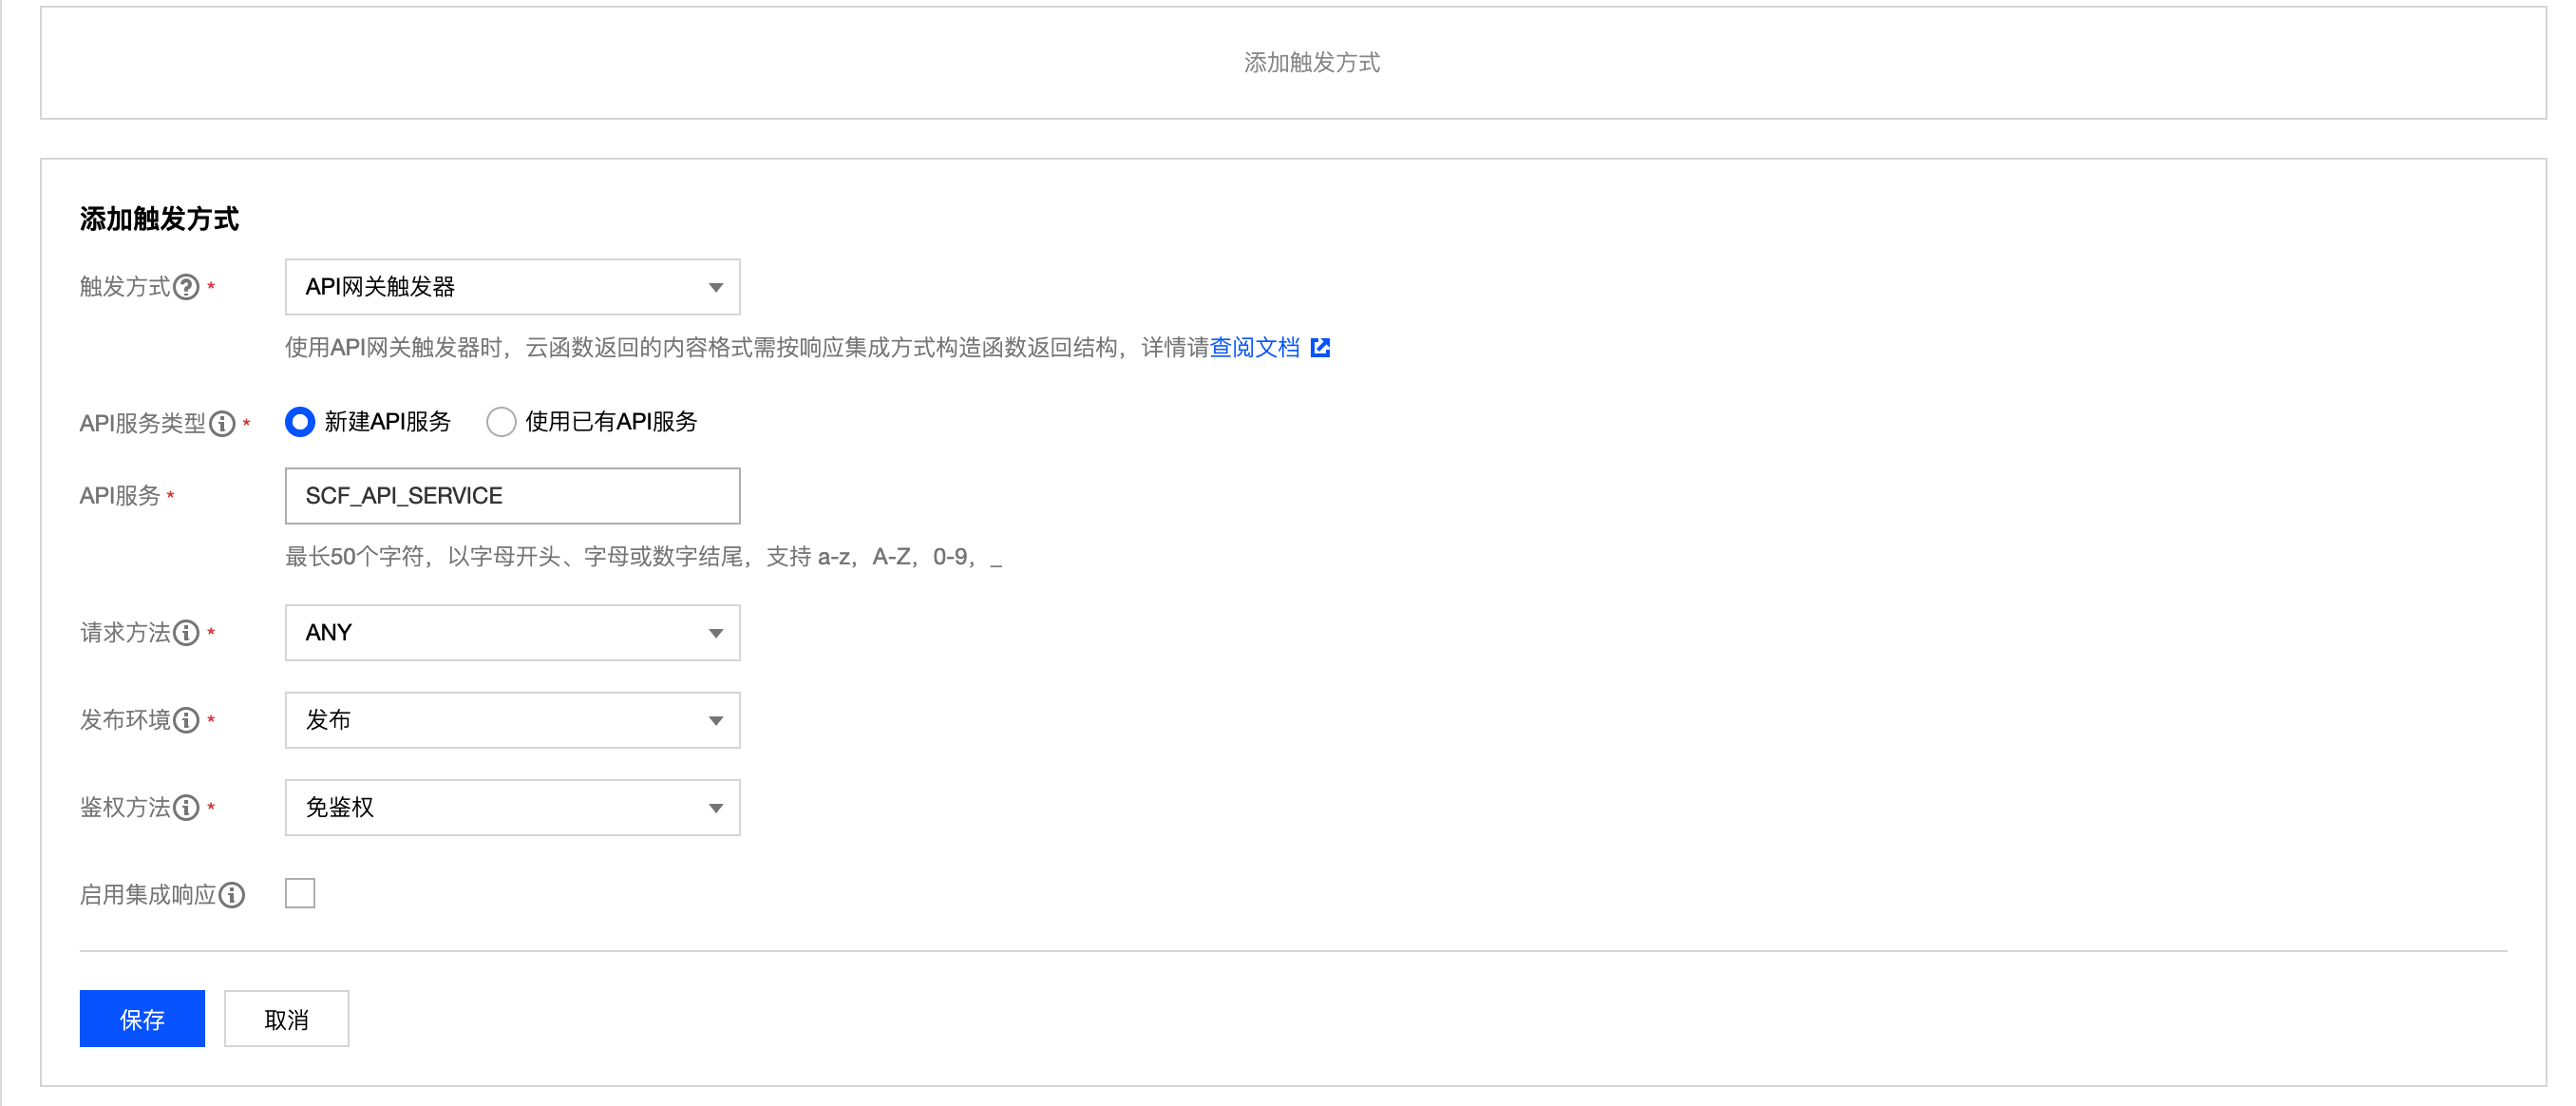 添加触发方式
添加触发方式
触发方式 * API网关触发器
使用API网关触发器时，云函数返回的内容格式需按响应集成方式构造函数返回结构，详情请查阅文档
API服务类型 * 新建API服务 使用已有API服务
API服务 * SCF_API_SERVICE
最长50个字符，以字母开头、字母或数字结尾，支持 a-z，A-Z，0-9，_
请求方法 * ANY
发布环境 * 发布
鉴权方法 * 免鉴权
启用集成响应
保存 取消